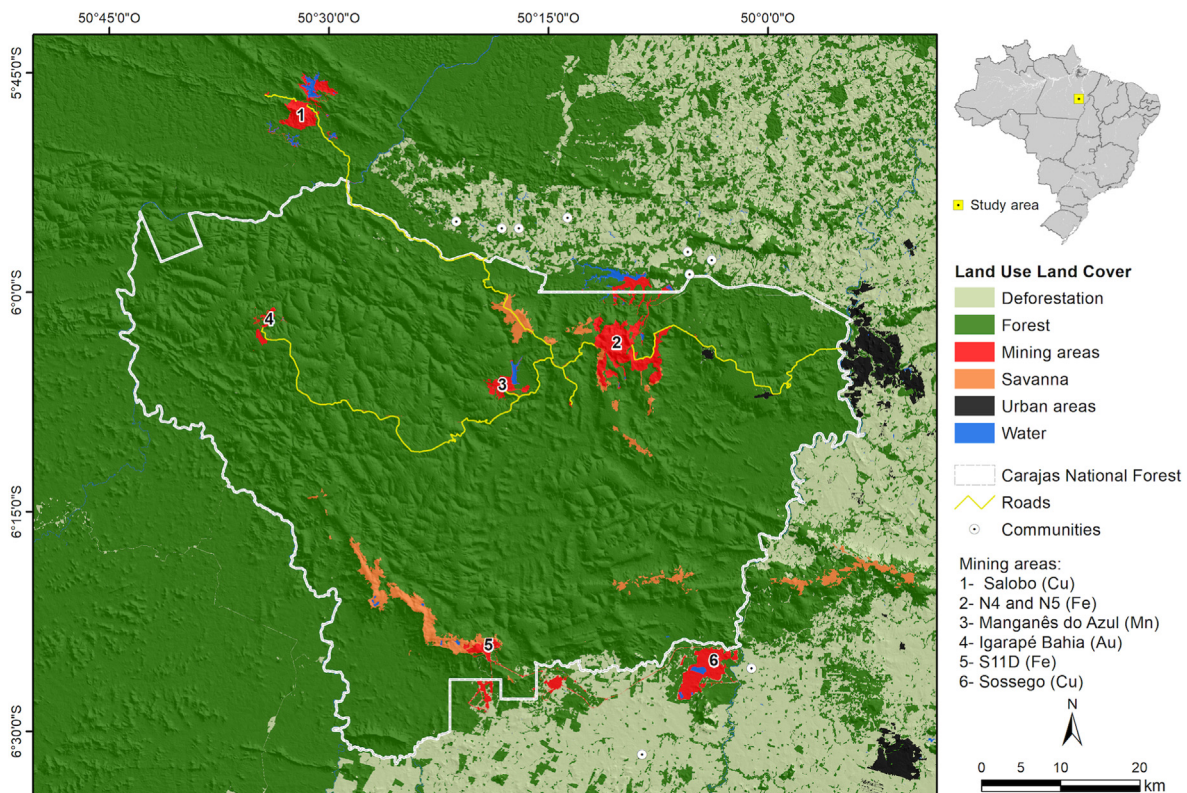 50°45'0"O 50°30'0"O 50°15'0"O 50°0'0"O
5°45'0"S
6°0'0"S
6°15'0"S
6°30'0"S
1
2
3
4
5
6
Study area
Land Use Land Cover
Deforestation
Forest
Mining areas
Savanna
Urban areas
Water
Carajas National Forest
Roads
Communities
Mining areas:
1- Salobo (Cu)
2- N4 and N5 (Fe)
3- Manganês do Azul (Mn)
4- Igarapé Bahia (Au)
5- S11D (Fe)
6- Sossego (Cu)
N
0 5 10 20
km